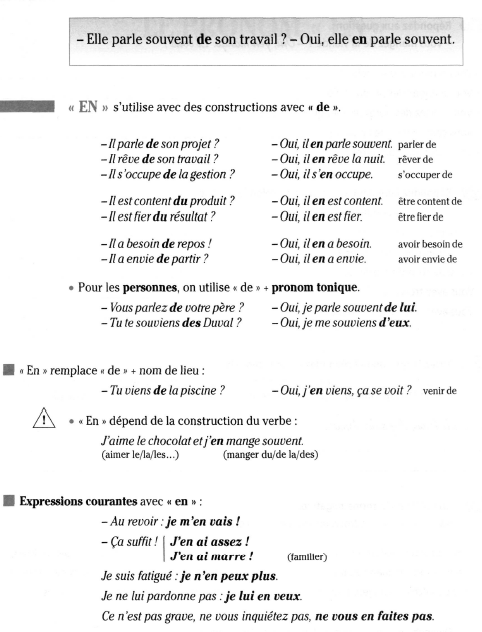 – Elle parle souvent de son travail ? – Oui, elle en parle souvent.
« EN » s'utilise avec des constructions avec « de ».
– Il parle de son projet ? – Oui, il en parle souvent. parler de
– Il rêve de son travail ? – Oui, il en rêve la nuit. rêver de
– Il s'occupe de la gestion ? – Oui, il s'en occupe. s'occuper de
– Il est content du produit ? – Oui, il en est content. être content de
– Il est fier du résultat ? – Oui, il en est fier. être fier de
– Il a besoin de repos ! – Oui, il en a besoin. avoir besoin de
– Il a envie de partir ? – Oui, il en a envie. avoir envie de
• Pour les personnes, on utilise « de » + pronom tonique.
– Vous parlez de votre père ? – Oui, je parle souvent de lui.
– Tu te souviens des Duval ? – Oui, je me souviens d'eux.
« En » remplace « de » + nom de lieu :
– Tu viens de la piscine ? – Oui, j'en viens, ça se voit ? venir de
! • « En » dépend de la construction du verbe :
J'aime le chocolat et j'en mange souvent.
(aimer le/la/les...) (manger du/de la/des)
Expressions courantes avec « en » :
– Au revoir : je m'en vais !
– Ça suffit ! J'en ai assez !
J'en ai marre ! (familier)
Je suis fatigué : je n'en peux plus.
Je ne lui pardonne pas : je lui en veux.
Ce n'est pas grave, ne vous inquiétez pas, ne vous en faites pas.